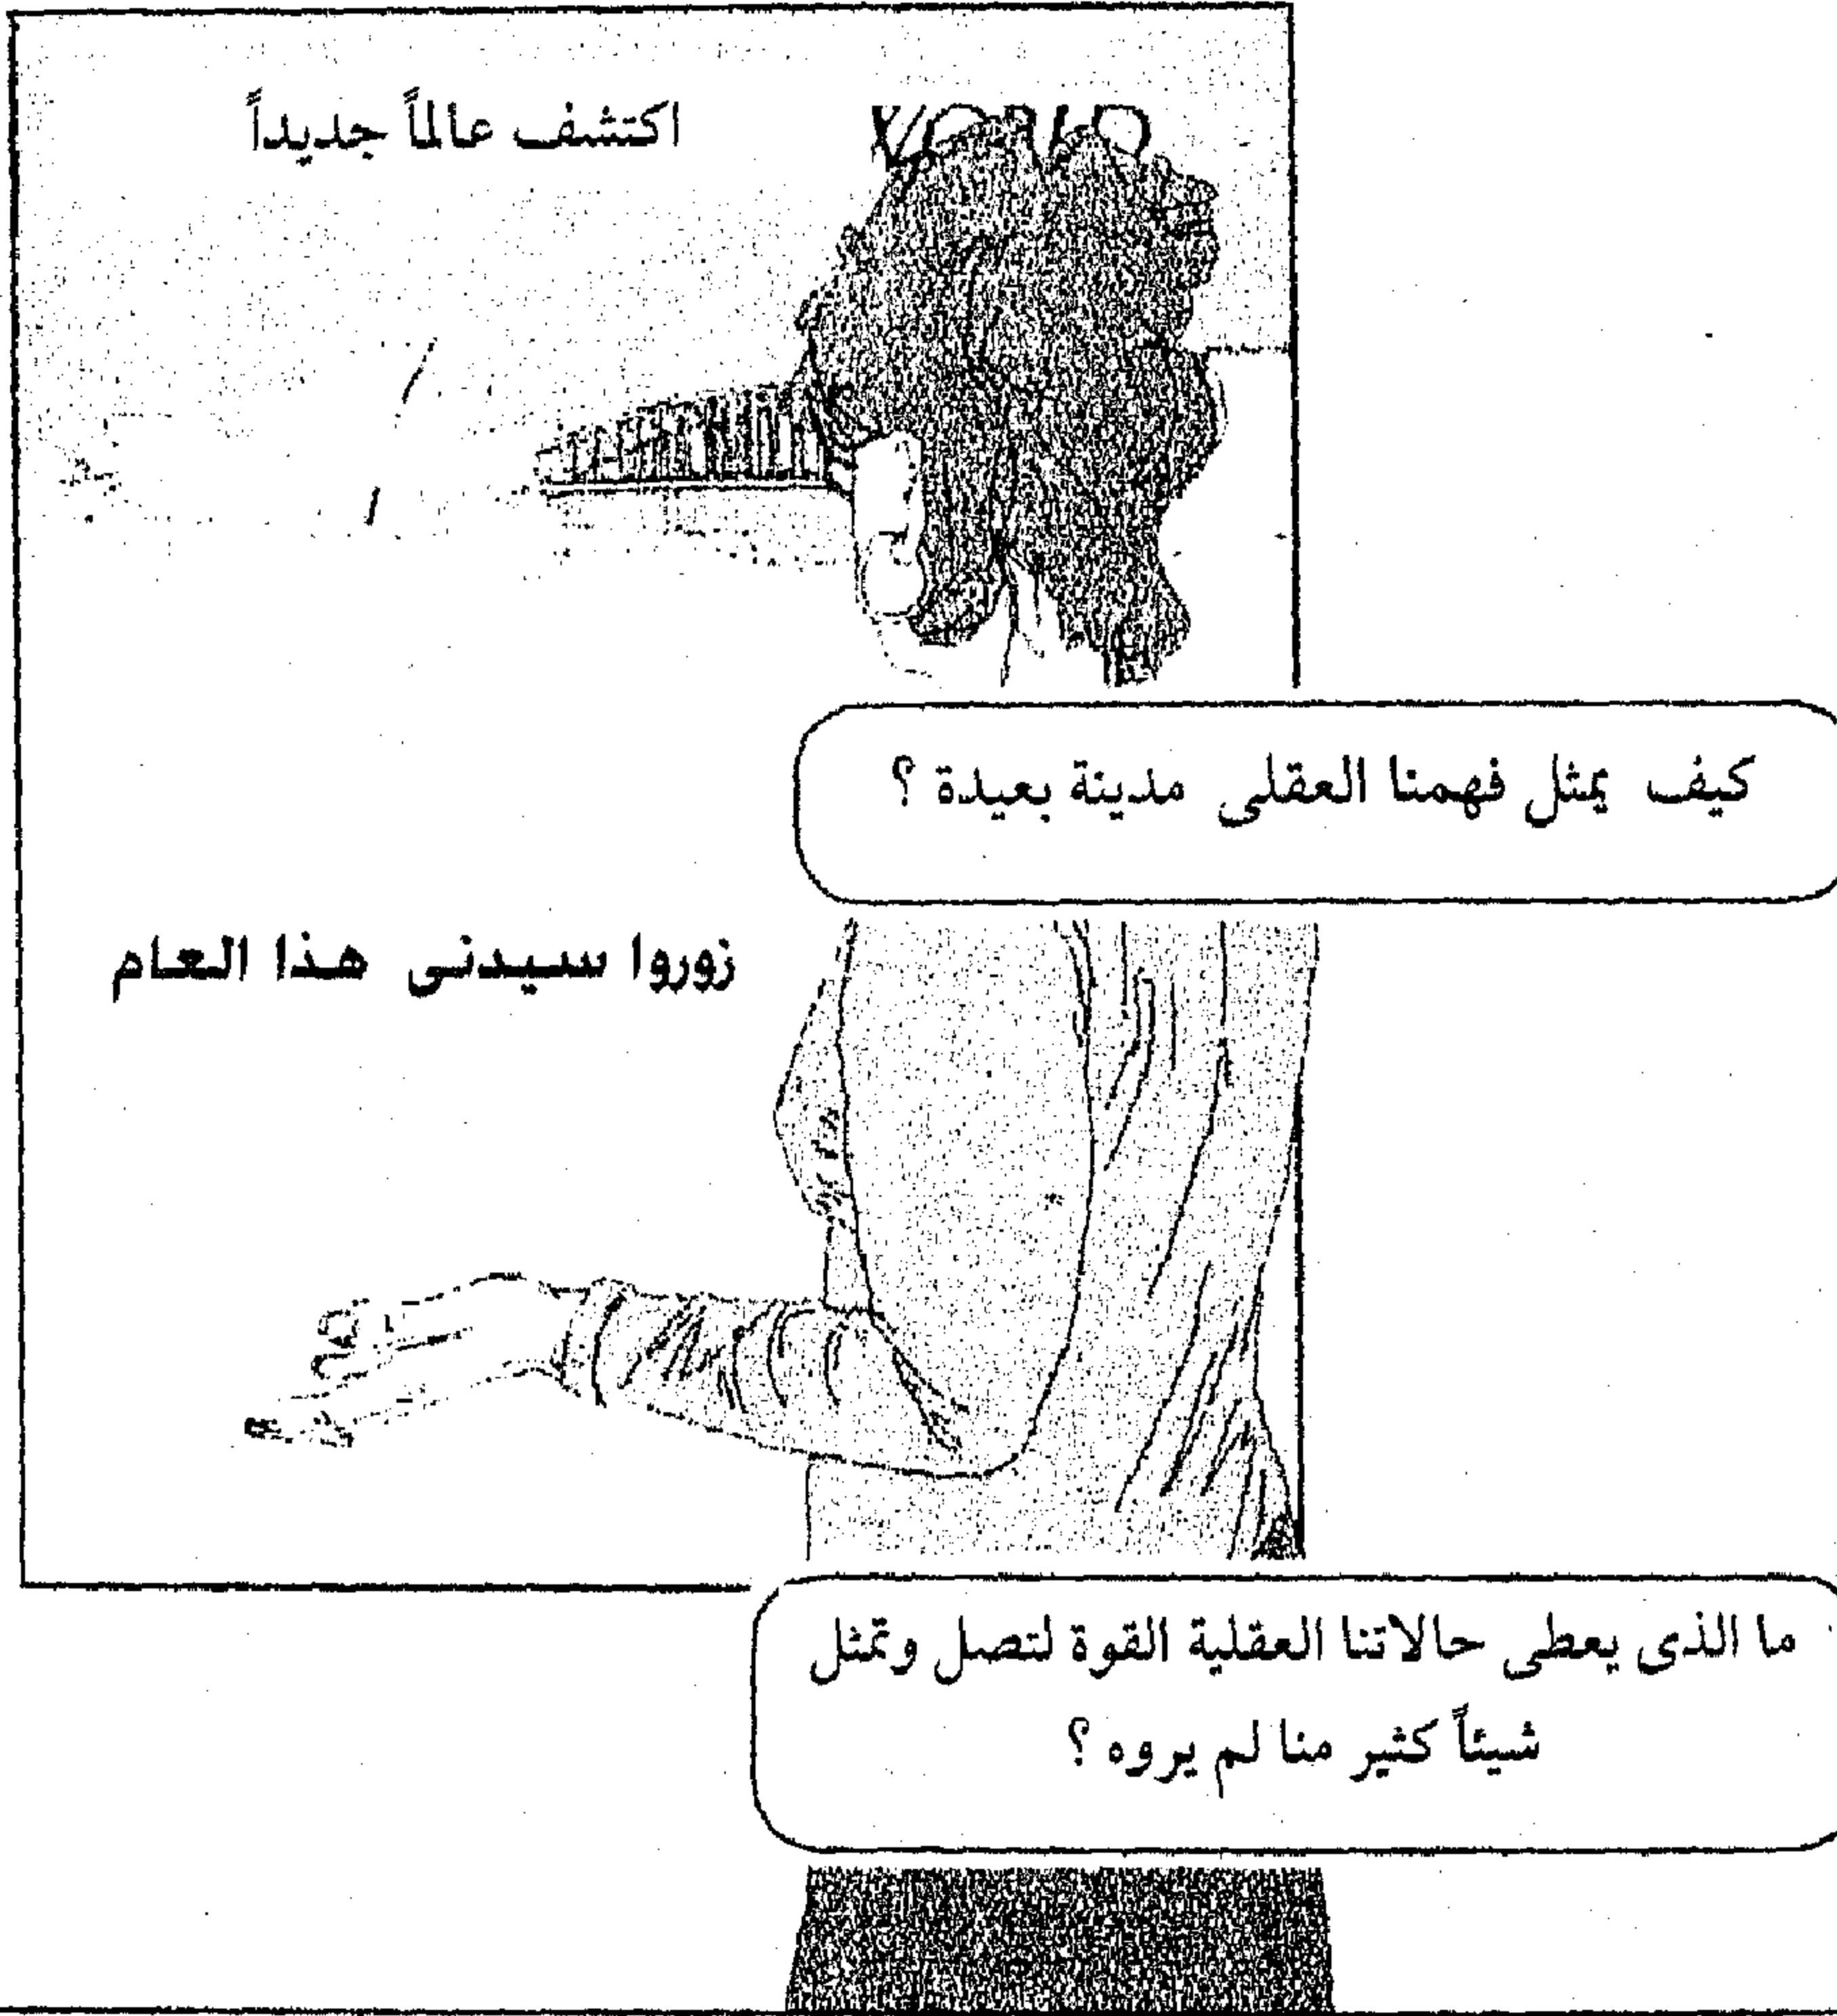 اكتشف عالماً جديداً
كيف يمثل فهمنا العقلى مدينة بعيدة ؟
زوروا سيدنى هذا العام
ما الذى يعطى حالاتنا العقلية القوة لتصل وتمثل
شيئاً كثير منا لم يروه ؟